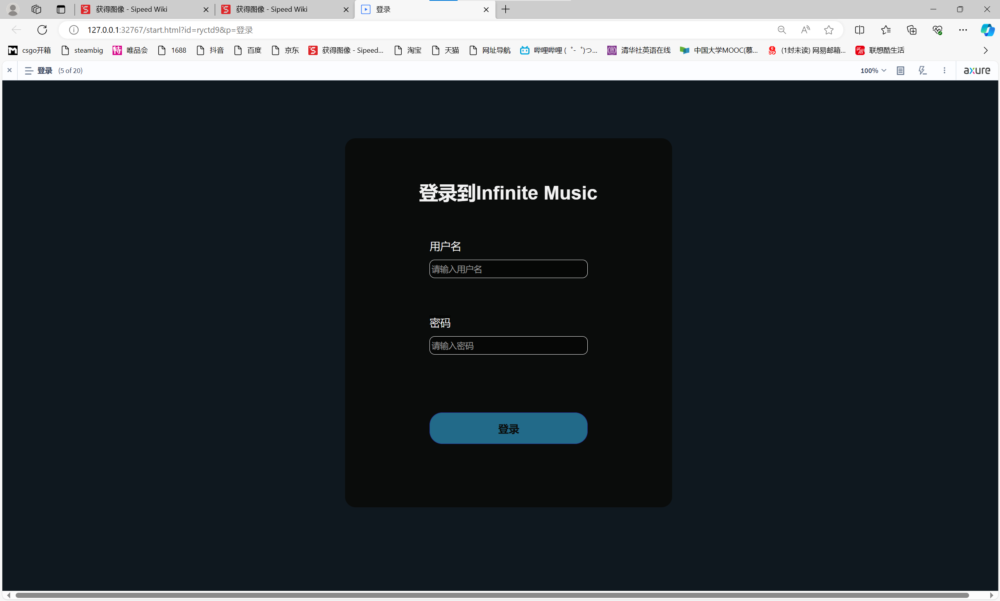 获得图像 - Sipeed Wiki
获得图像 - Sipeed Wiki
登录
127.0.0.1:32767/start.html?id=ryctd9&p=登录
csgo开箱
steambig
唯品会
1688
抖音
百度
京东
获得图像 - Sipeed...
淘宝
天猫
网址导航
哔哩哔哩 ( ゜- ゜)つ...
清华社英语在线
中国大学MOOC(慕...
(1封未读) 网易邮箱...
联想酷生活
登录 (5 of 20)
100%
axure
登录到Infinite Music
用户名
请输入用户名
密码
请输入密码
登录